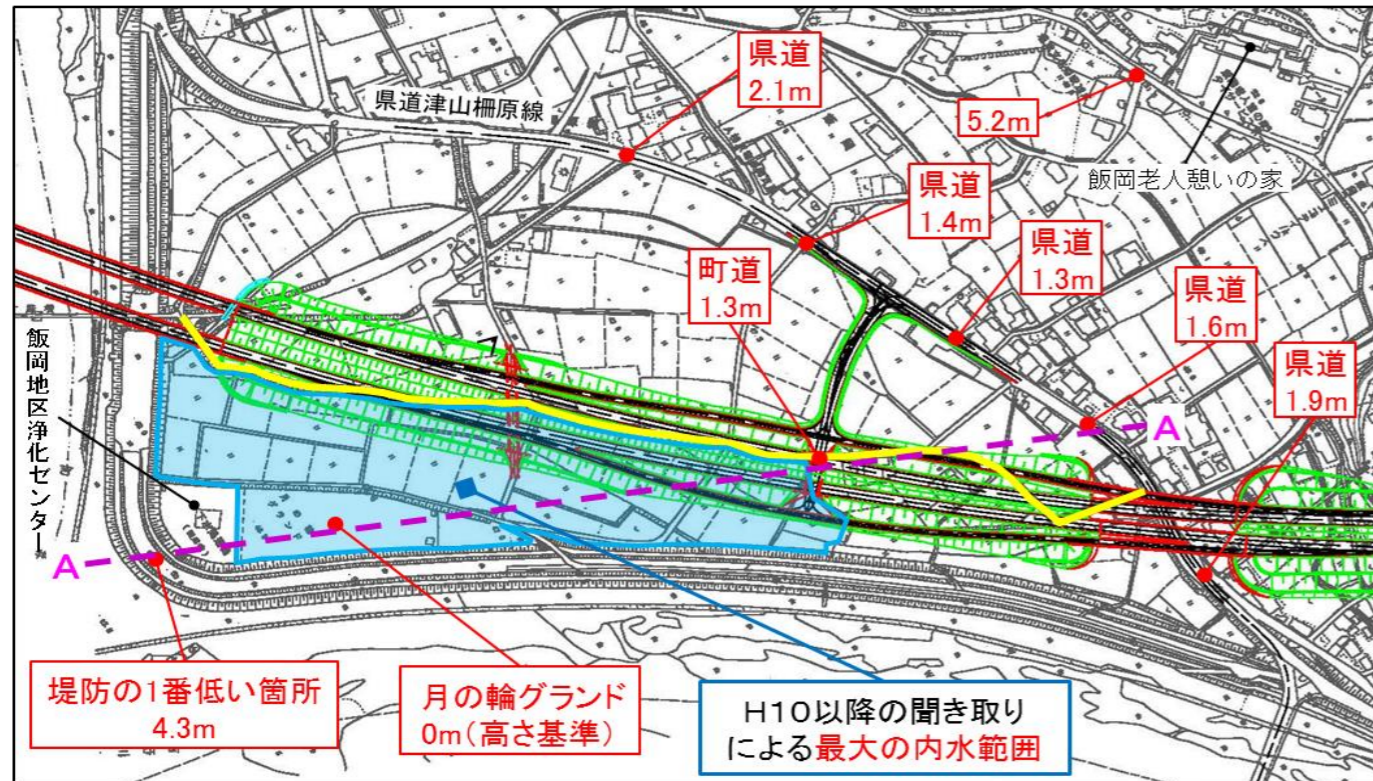 県道
2.1m
県道津山柵原線
5.2m
飯岡老人憩いの家
県道
1.4m
県道
1.3m
町道
1.3m
県道
1.6m
県道
1.9m
飯岡地区浄化センター
A
A
堤防の1番低い箇所
4.3m
月の輪グランド
0m(高さ基準)
H10以降の聞き取り
による最大の内水範囲